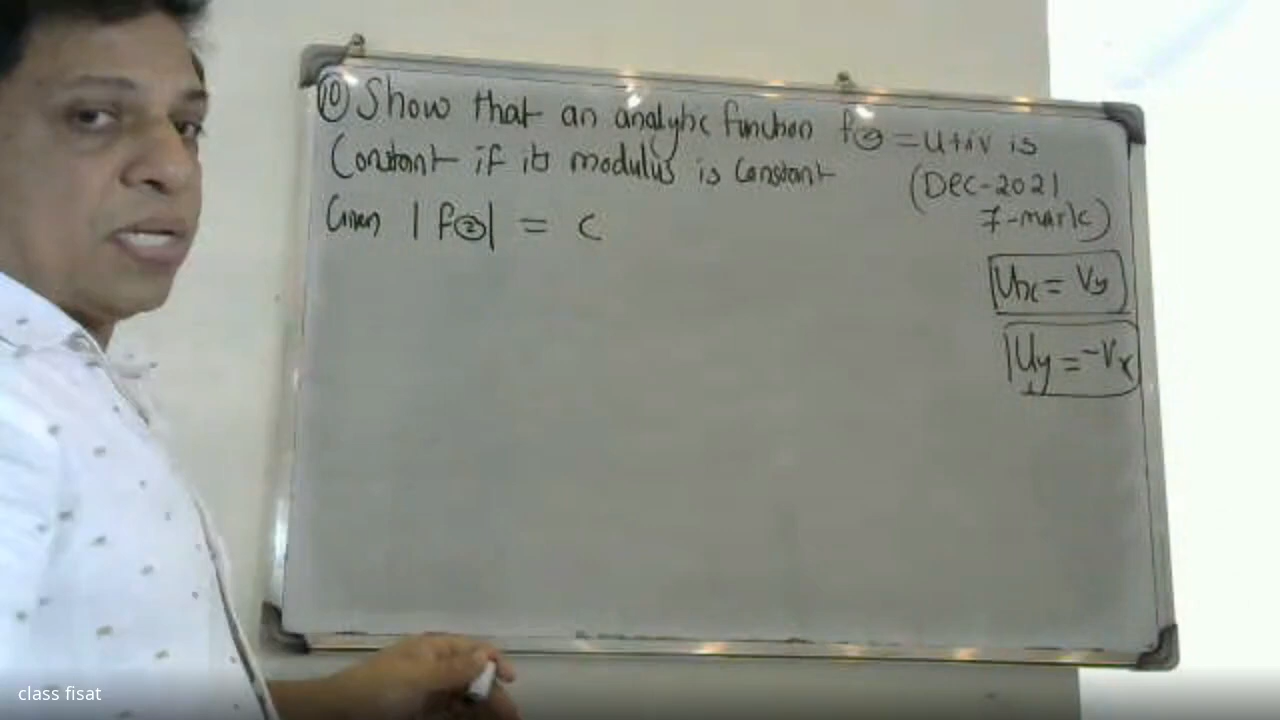 ⑩ Show that an analytic function f(z) = u+iv is
Constant if its modulus is constant
(Dec-2021
7-mark)
Given |f(z)| = c
Ux = Vy
Uy = -Vx
class fisat